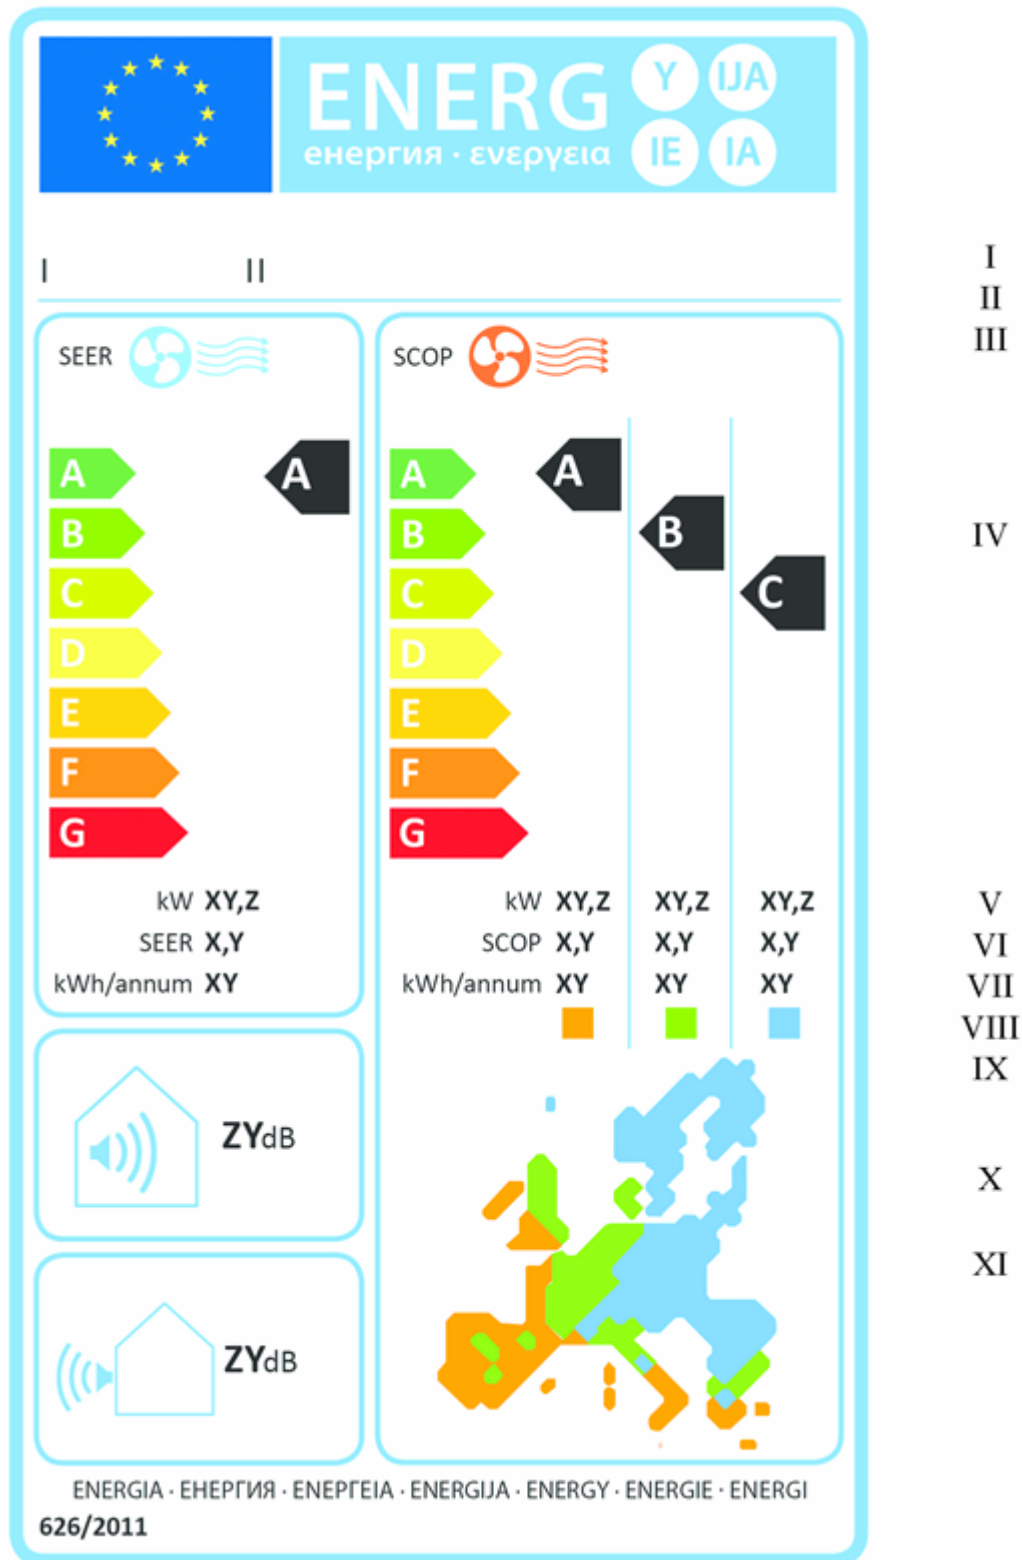 ENERG Y IJA
енергия · ενεργεια IE IA
I II I
II
III
SEER SCOP
A A A A
B B B IV
C C C
D D
E E
F F
G G
kW XY,Z kW XY,Z XY,Z XY,Z V
SEER X,Y SCOP X,Y X,Y X,Y VI
kWh/annum XY kWh/annum XY XY XY VII
VIII
IX
ZYdB
X
XI
ZYdB
ENERGIA · ЕНЕРГИЯ · ΕΝΕΡΓΕΙΑ · ENERGIJA · ENERGY · ENERGIE · ENERGI
626/2011